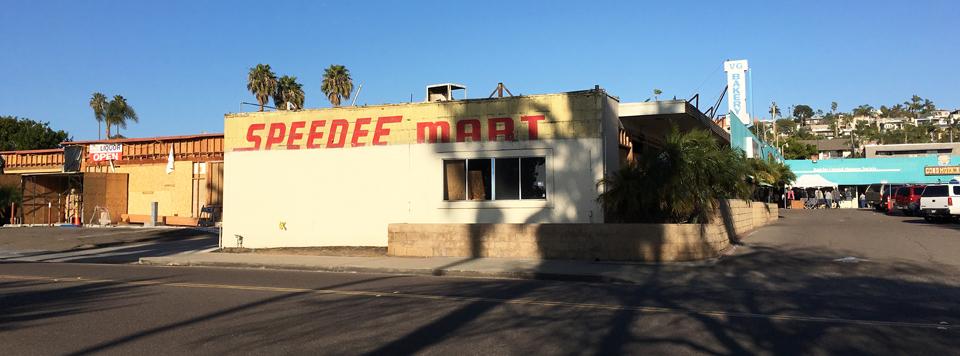 LIQUOR
OPEN
SPEEDEE MART
VG
BAKERY